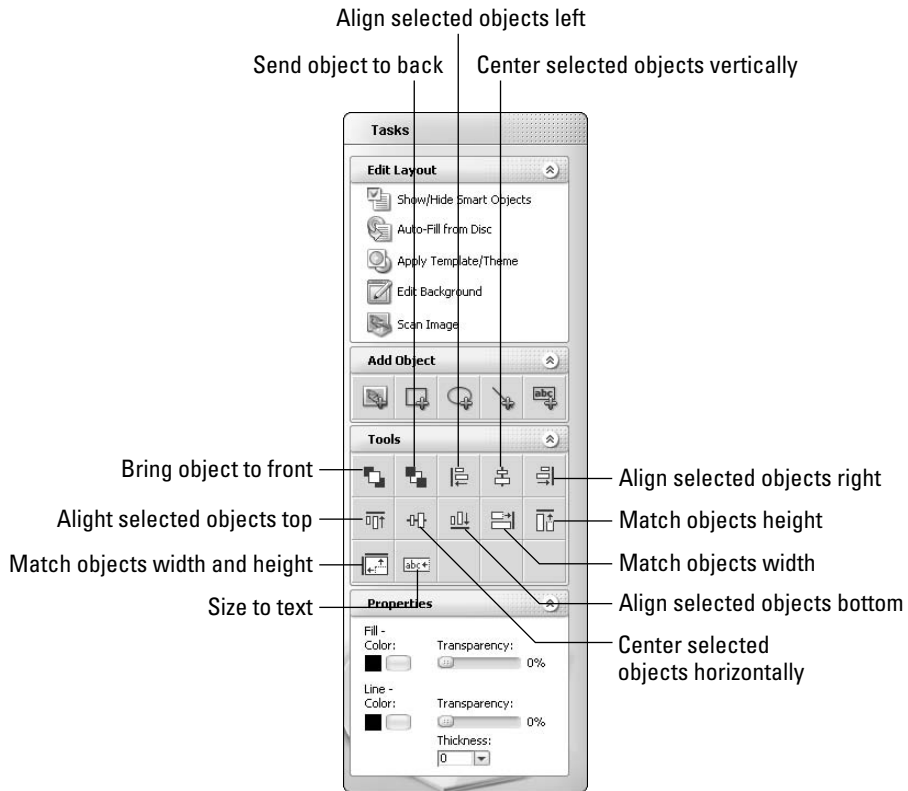 Align selected objects left
Send object to back
Center selected objects vertically
Tasks
Edit Layout
Show/Hide Smart Objects
Auto-Fill from Disc
Apply Template/Theme
Edit Background
Scan Image
Add Object
abc
Tools
Bring object to front
Align selected objects right
Alight selected objects top
Match objects height
Match objects width and height
abc
Match objects width
Size to text
Align selected objects bottom
Center selected
objects horizontally
Properties
Fill -
Color:
Transparency:
0%
Line -
Color:
Transparency:
0%
Thickness:
0